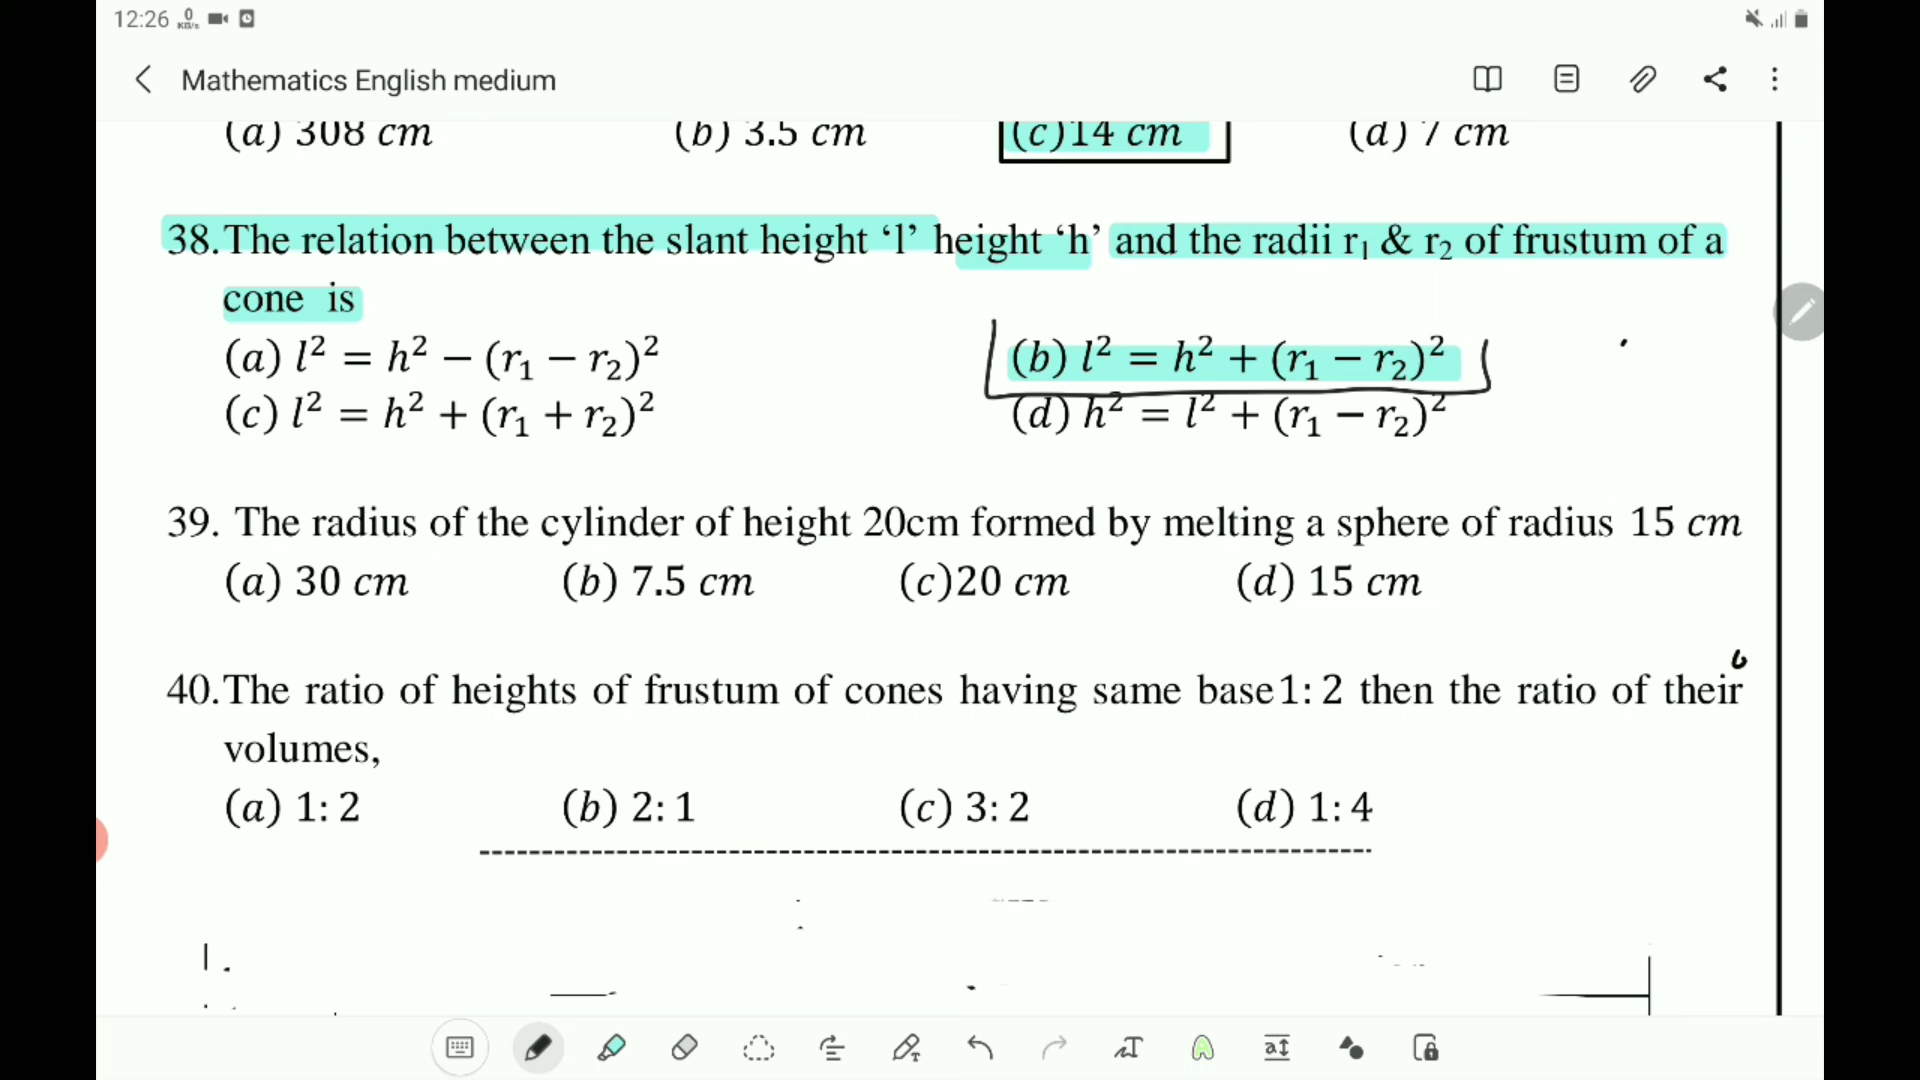 12:26 0 KB/s
Mathematics English medium
(a) 308 cm (b) 3.5 cm (c)14 cm (d) 7 cm
38.The relation between the slant height ‘l’ height ‘h’ and the radii r₁ & r₂ of frustum of a
cone is
(a) l² = h² − (r₁ − r₂)² (b) l² = h² + (r₁ − r₂)²
(c) l² = h² + (r₁ + r₂)² (d) h² = l² + (r₁ − r₂)²
39. The radius of the cylinder of height 20cm formed by melting a sphere of radius 15 cm
(a) 30 cm (b) 7.5 cm (c)20 cm (d) 15 cm
40.The ratio of heights of frustum of cones having same base1: 2 then the ratio of their
volumes,
(a) 1: 2 (b) 2: 1 (c) 3: 2 (d) 1: 4